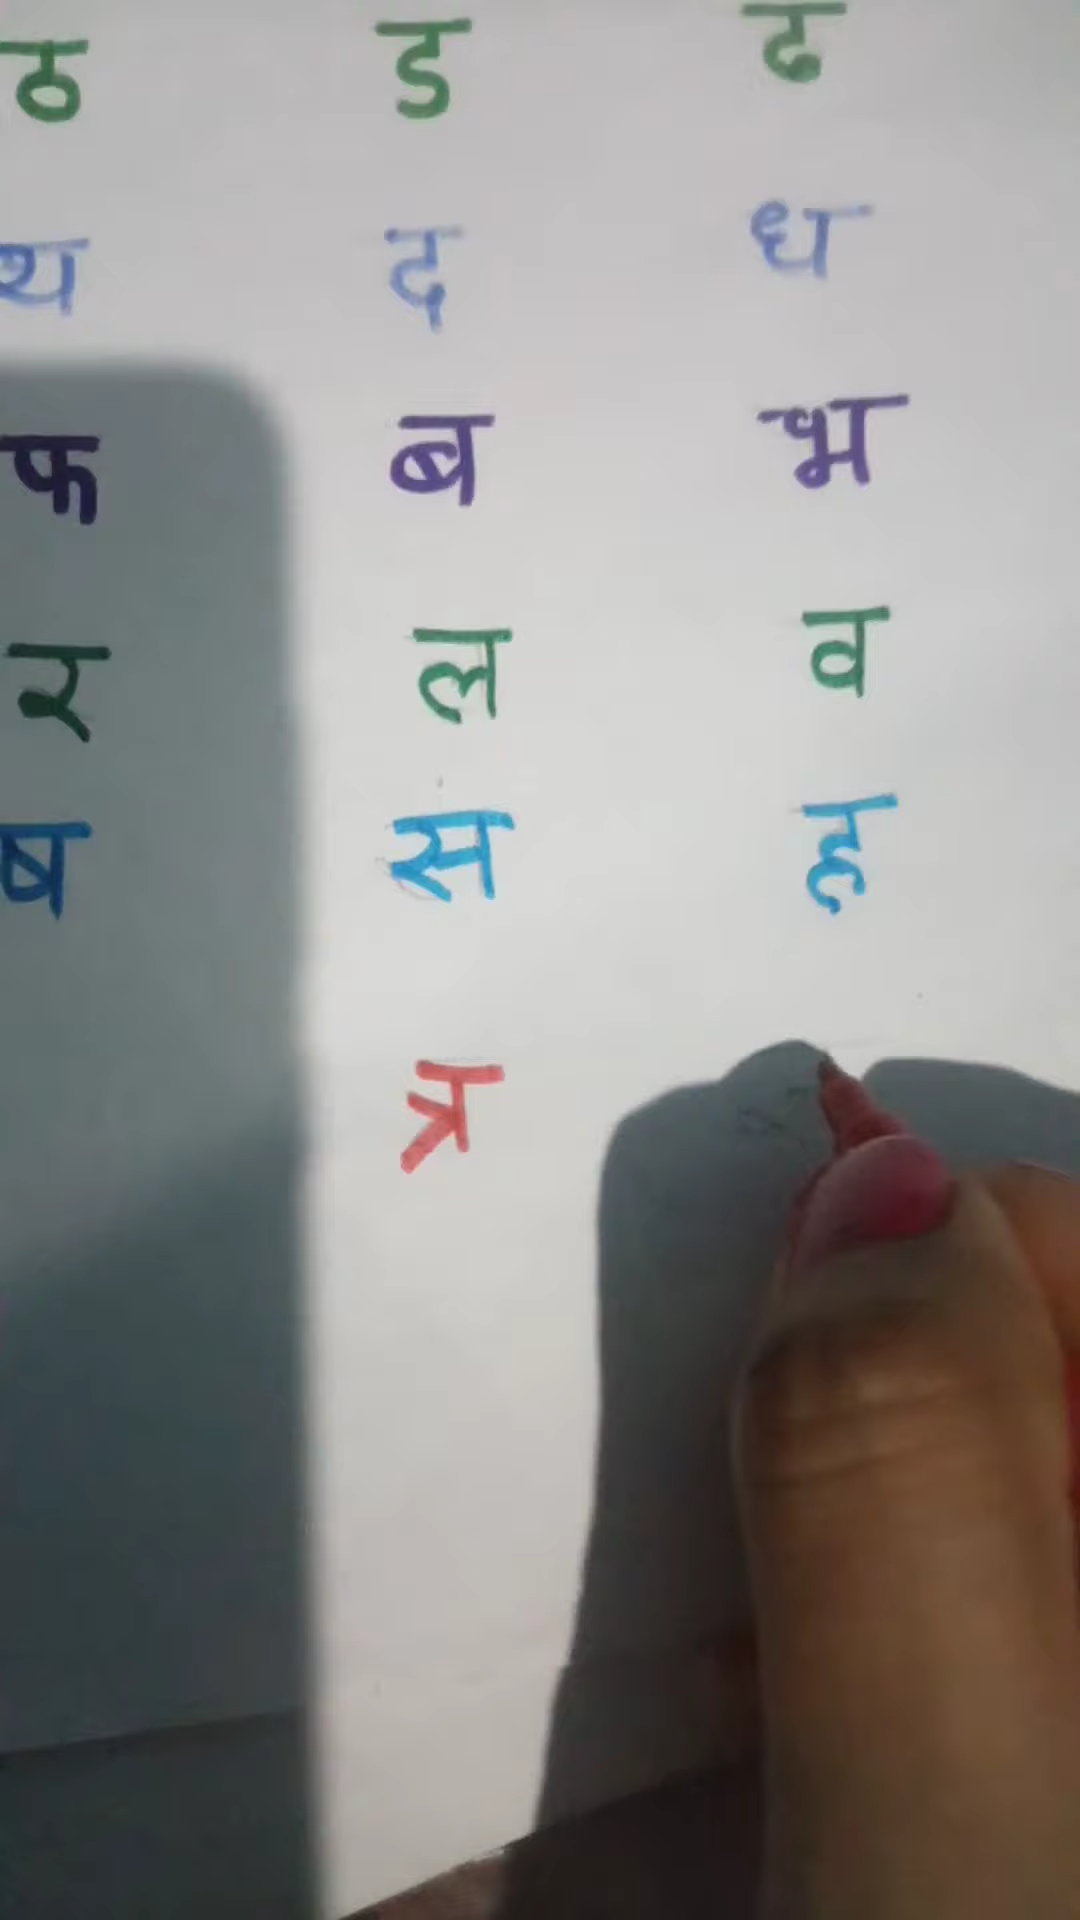 ठ ड ढ
थ द ध
फ ब भ
र ल व
ष स ह
त्र